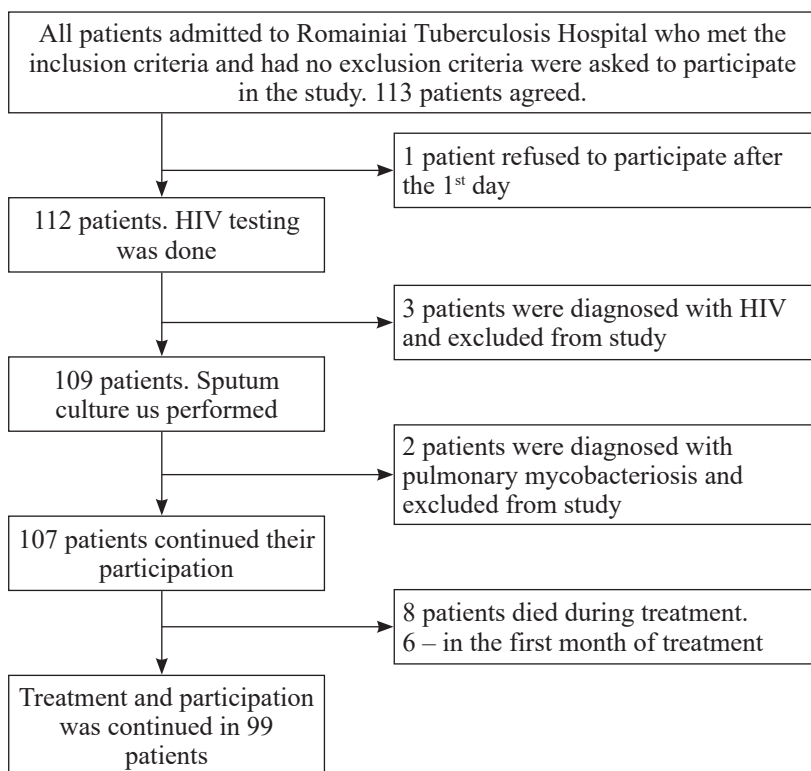 All patients admitted to Romainiai Tuberculosis Hospital who met the
inclusion criteria and had no exclusion criteria were asked to participate
in the study. 113 patients agreed.
1 patient refused to participate after
the 1st day
112 patients. HIV testing
was done
3 patients were diagnosed with HIV
and excluded from study
109 patients. Sputum
culture us performed
2 patients were diagnosed with
pulmonary mycobacteriosis and
excluded from study
107 patients continued their
participation
8 patients died during treatment.
6 – in the first month of treatment
Treatment and participation
was continued in 99
patients